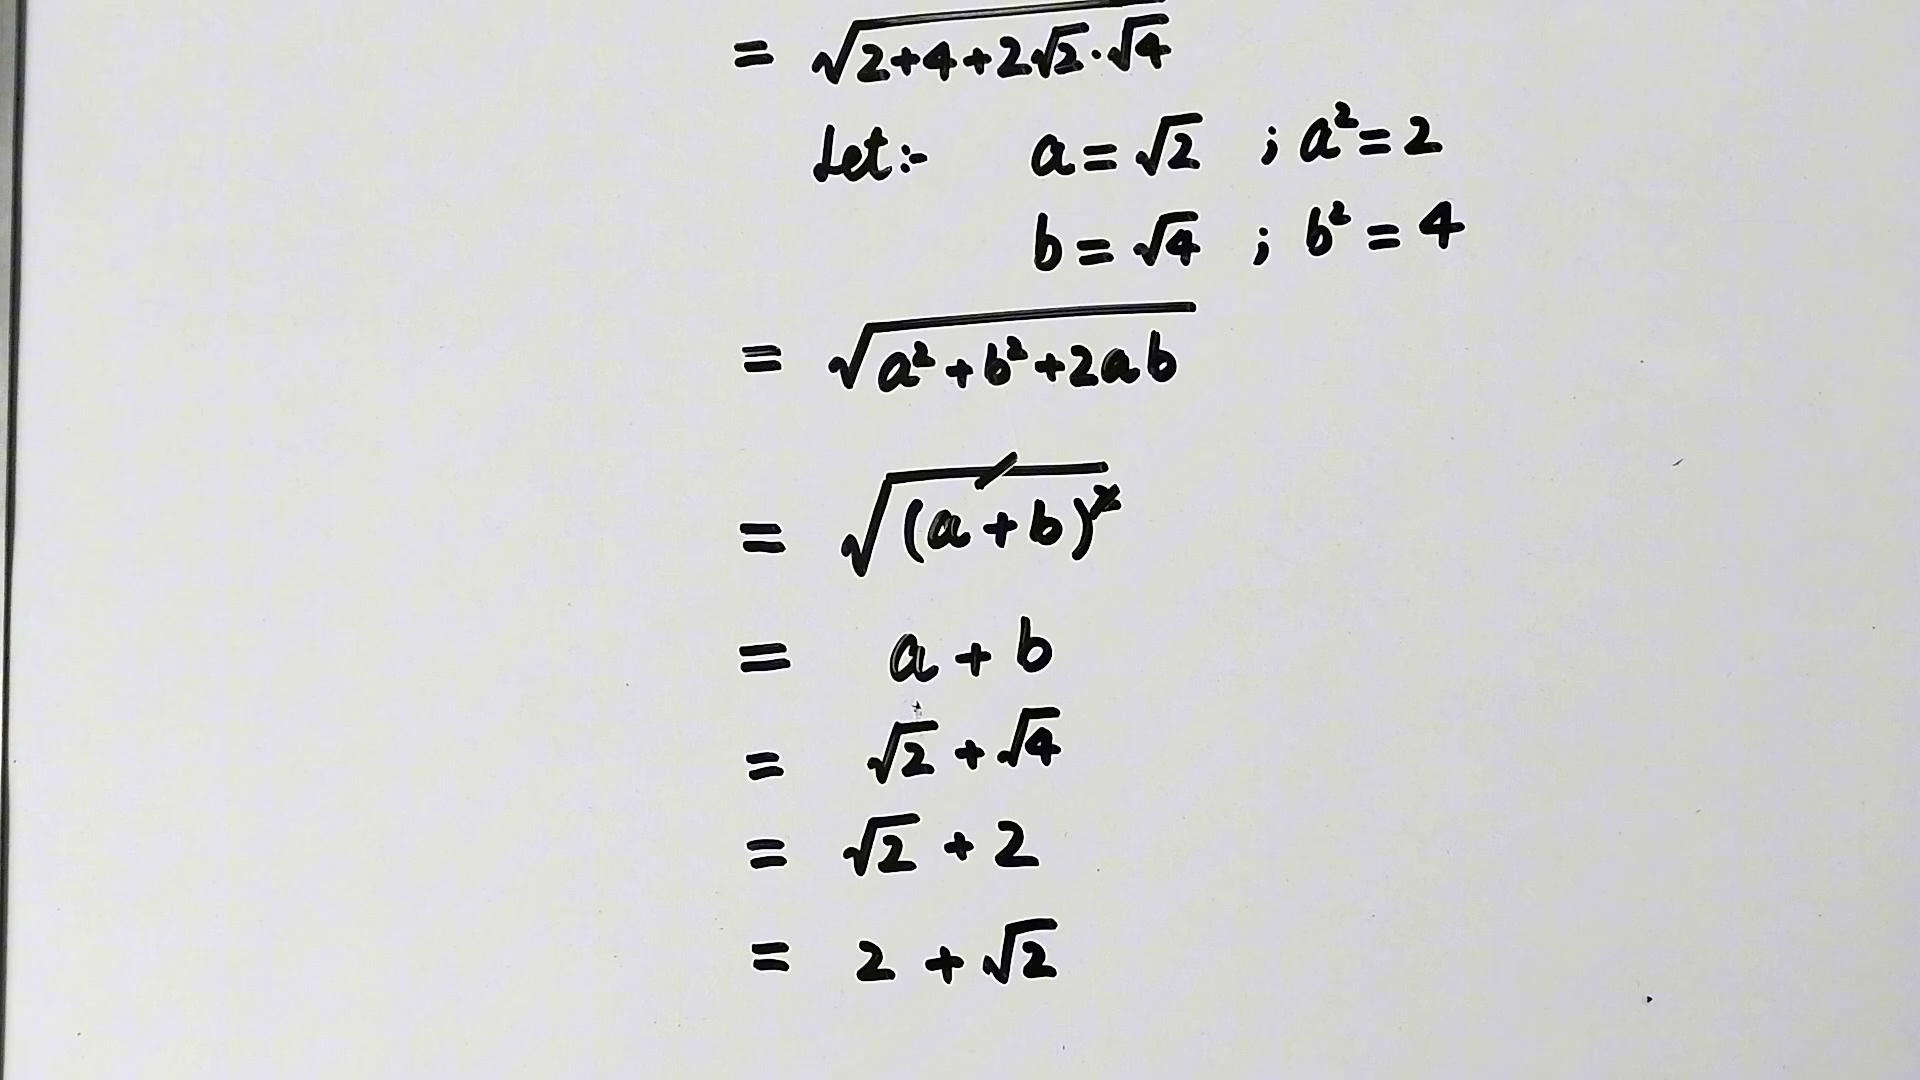 = √2+4+2√2·√4
Let:- a = √2 ; a² = 2
b = √4 ; b² = 4
= √a²+b²+2ab
= √(a+b)²
= a + b
= √2 + √4
= √2 + 2
= 2 + √2